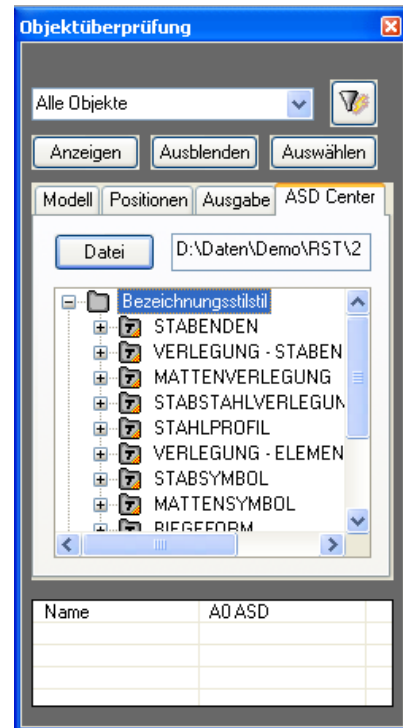 Objektüberprüfung
Alle Objekte
Anzeigen Ausblenden Auswählen
Modell Positionen Ausgabe ASD Center
Datei D:\Daten\Demo\RST\2
Bezeichnungsstilstil
STABENDEN
VERLEGUNG - STABEN
MATTENVERLEGUNG
STABSTAHLVERLEGUN
STAHLPROFIL
VERLEGUNG - ELEMEN
STABSYMBOL
MATTENSYMBOL
BIEGEFORM
Name A0 ASD